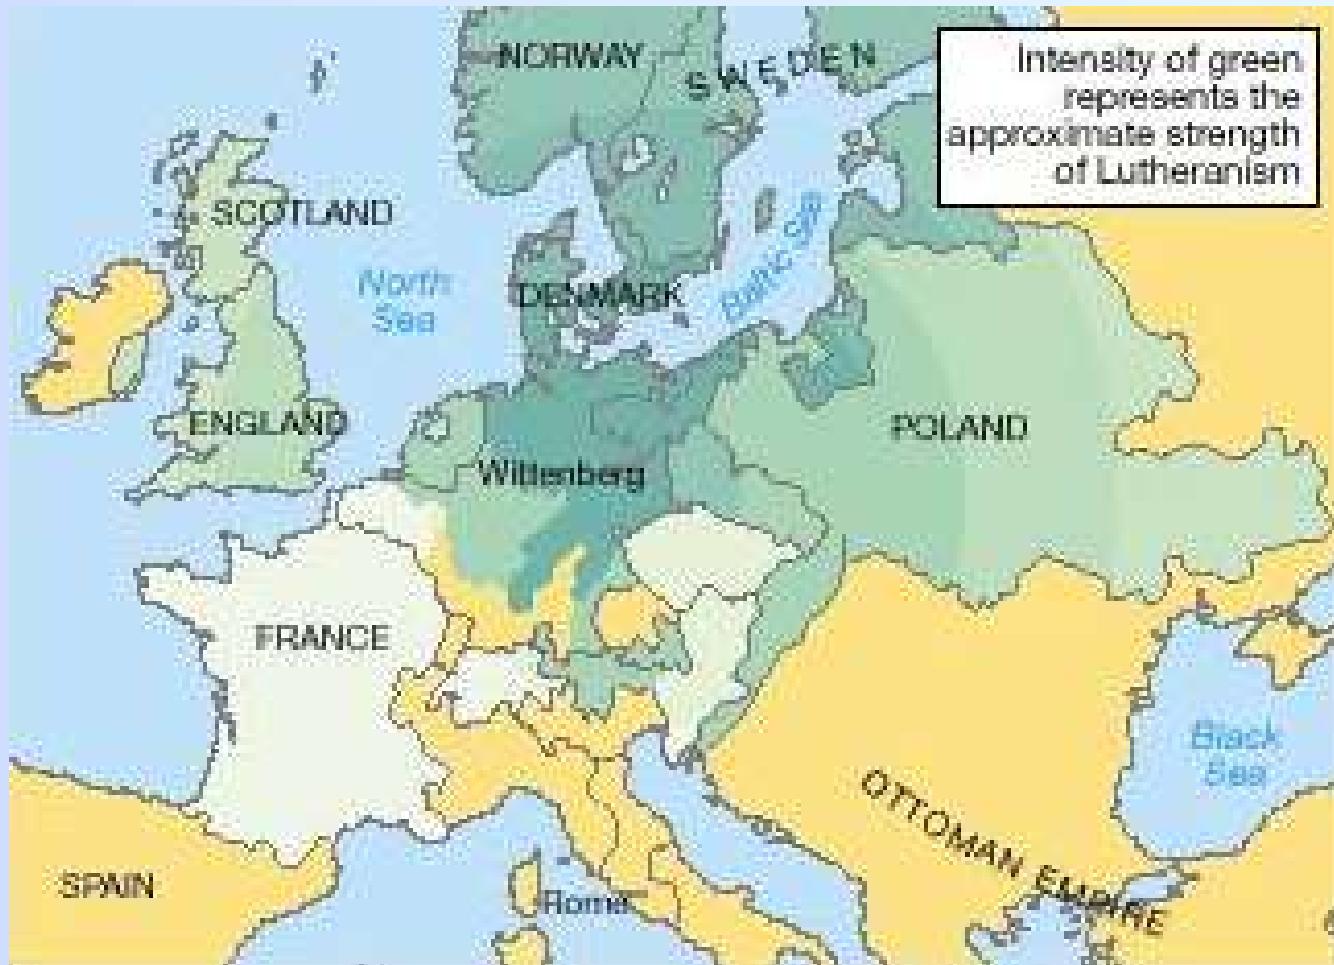 NORWAY
SWEDEN
Intensity of green
represents the
approximate strength
of Lutheranism
SCOTLAND
North
Sea
DENMARK
Baltic Sea
ENGLAND
Wittenberg
POLAND
FRANCE
Black
Sea
OTTOMAN EMPIRE
SPAIN
Rome